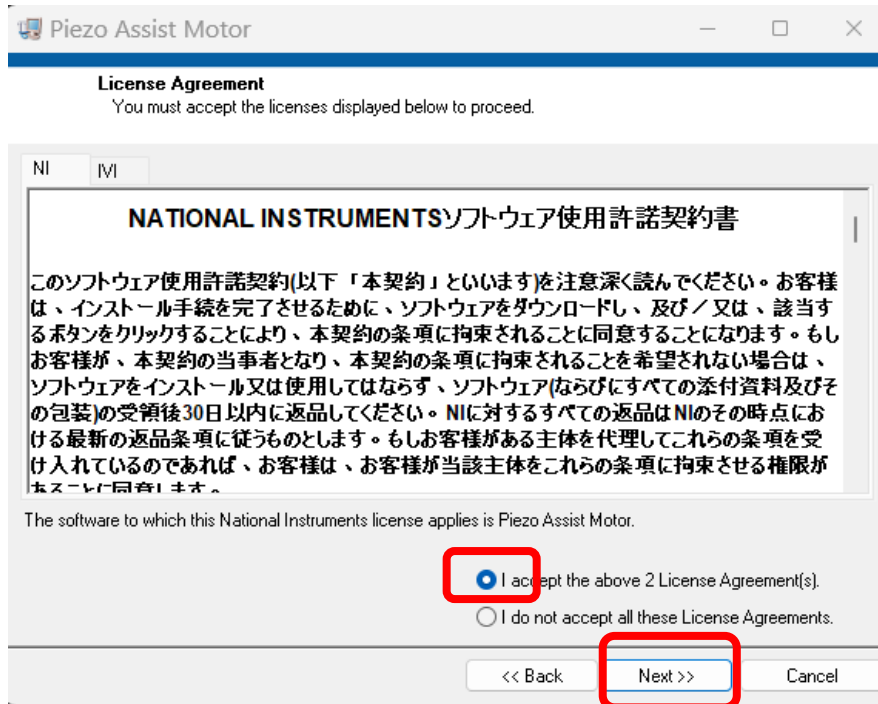 Piezo Assist Motor
License Agreement
You must accept the licenses displayed below to proceed.
NI IVI
NATIONAL INSTRUMENTSソフトウェア使用許諾契約書
このソフトウェア使用許諾契約(以下「本契約」といいます)を注意深く読んでください。お客様
は、インストール手続を完了させるために、ソフトウェアをダウンロードし、及び／又は、該当す
るボタンをクリックすることにより、本契約の条項に拘束されることに同意することになります。もし
お客様が、本契約の当事者となり、本契約の条項に拘束されることを希望されない場合は、
ソフトウェアをインストール又は使用してはならず、ソフトウェア(ならびにすべての添付資料及びそ
の包装)の受領後30日以内に返品してください。NIに対するすべての返品はNIのその時点にお
ける最新の返品条項に従うものとします。もしお客様がある主体を代理してこれらの条項を受
け入れているのであれば、お客様は、お客様が当該主体をこれらの条項に拘束させる権限が
あることに同意します。
The software to which this National Instruments license applies is Piezo Assist Motor.
I accept the above 2 License Agreement(s).
I do not accept all these License Agreements.
<< Back Next >> Cancel